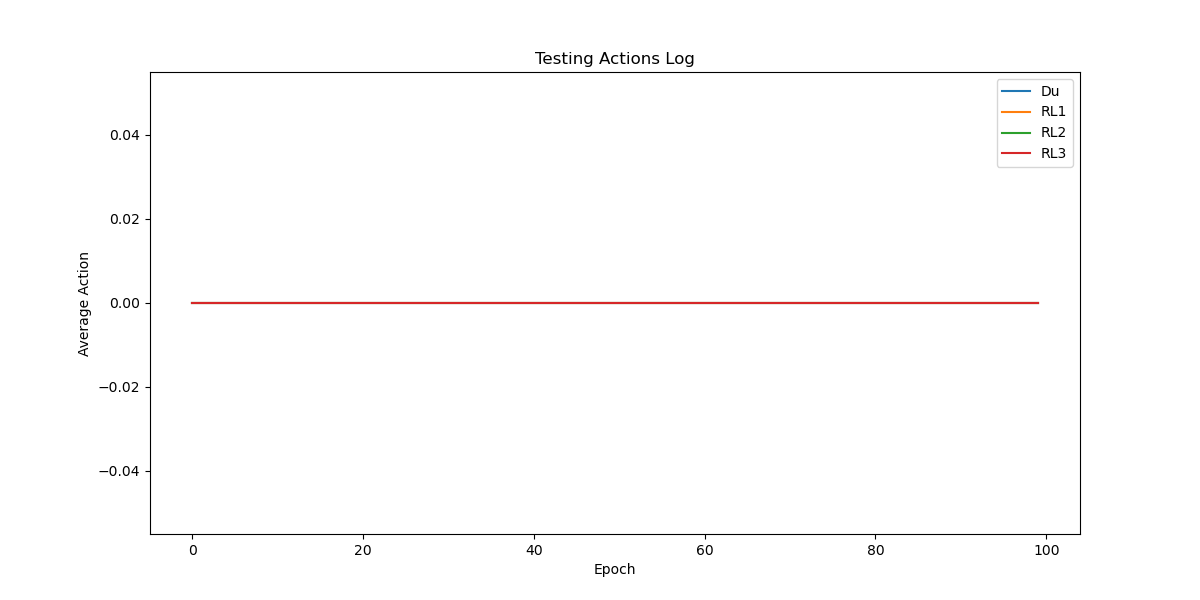 Testing Actions Log
Du
RL1
RL2
RL3
0.04
0.02
0.00
−0.02
−0.04
Average Action
0 20 40 60 80 100
Epoch